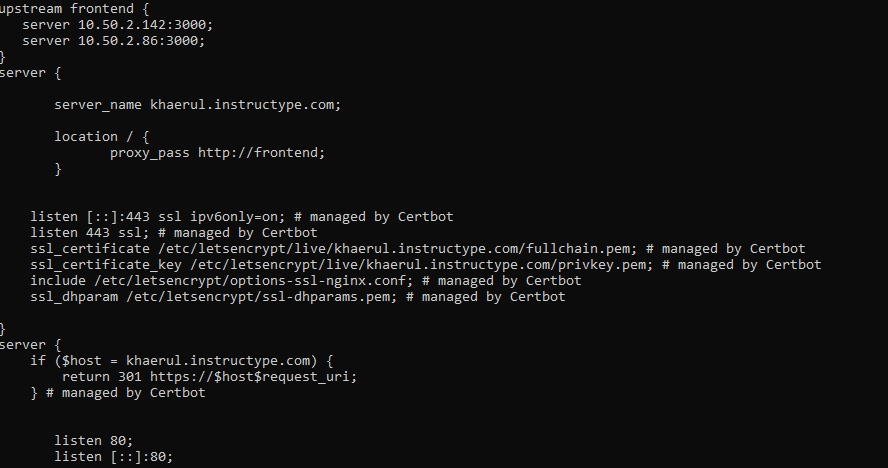 upstream frontend {
server 10.50.2.142:3000;
server 10.50.2.86:3000;
}
server {
server_name khaerul.instructype.com;
location / {
proxy_pass http://frontend;
}
listen [::]:443 ssl ipv6only=on; # managed by Certbot
listen 443 ssl; # managed by Certbot
ssl_certificate /etc/letsencrypt/live/khaerul.instructype.com/fullchain.pem; # managed by Certbot
ssl_certificate_key /etc/letsencrypt/live/khaerul.instructype.com/privkey.pem; # managed by Certbot
include /etc/letsencrypt/options-ssl-nginx.conf; # managed by Certbot
ssl_dhparam /etc/letsencrypt/ssl-dhparams.pem; # managed by Certbot
}
server {
if ($host = khaerul.instructype.com) {
return 301 https://$host$request_uri;
} # managed by Certbot
listen 80;
listen [::]:80;